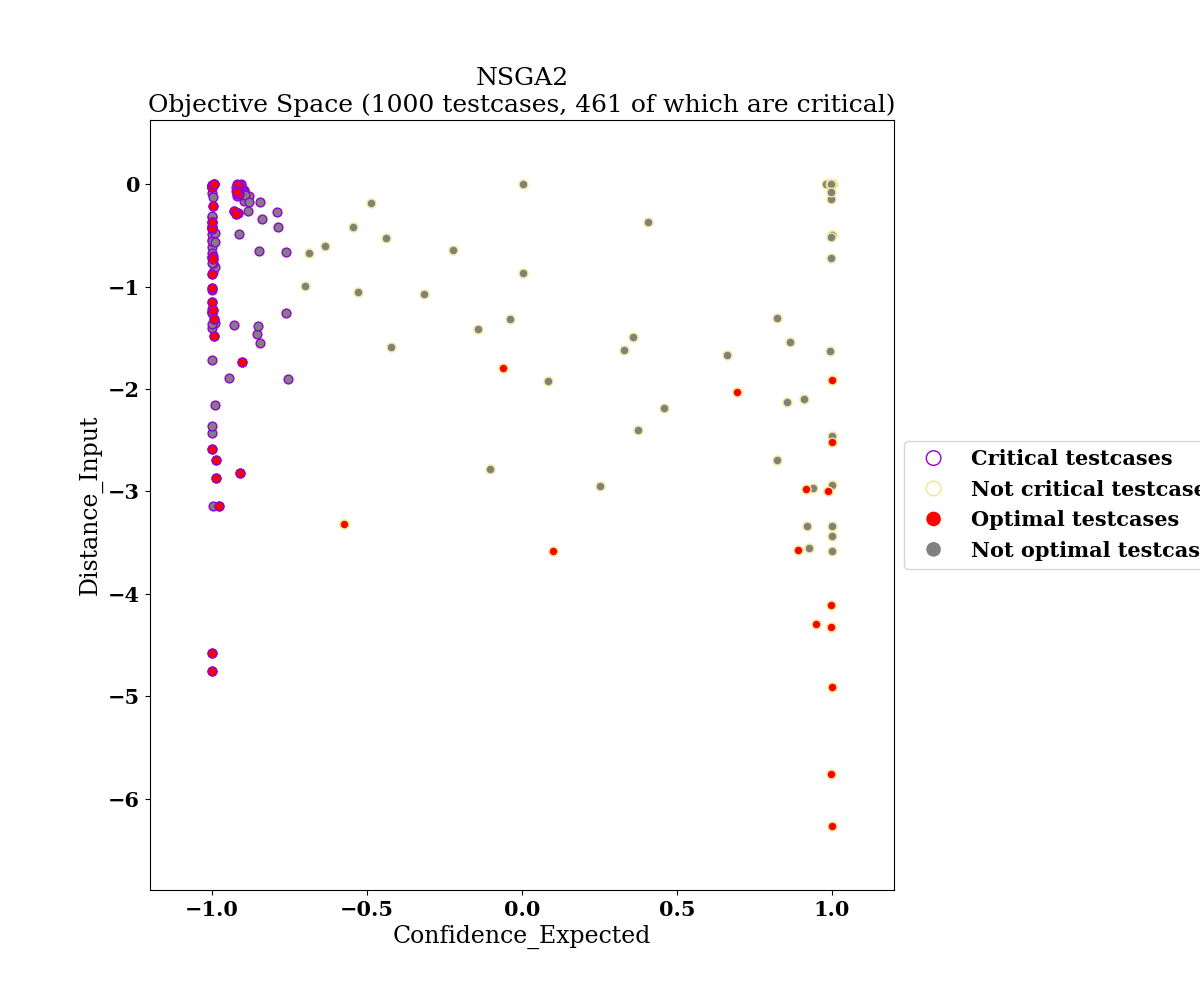 NSGA2
Objective Space (1000 testcases, 461 of which are critical)
0
−1
−2
−3
−4
−5
−6
Distance_Input
−1.0
−0.5
0.0
0.5
1.0
Confidence_Expected
Critical testcases
Not critical testcase
Optimal testcases
Not optimal testcas